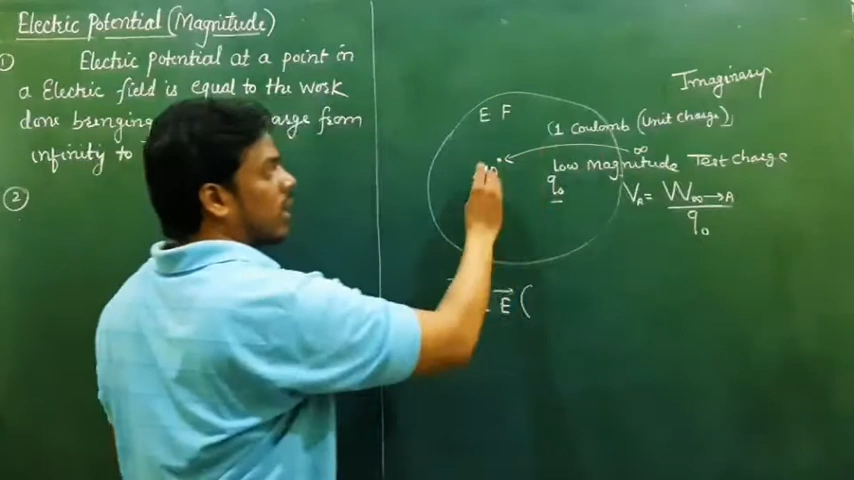 Electric Potential (Magnitude)
① Electric Potential at a point in
a Electric field is equal to the work
done bringing charge from
infinity to
②
E F
Imaginary
(1 Coulomb (Unit charge)
∞
low magnitude Test charge
q₀
V_A = W_∞→A / q₀
E⃗ (